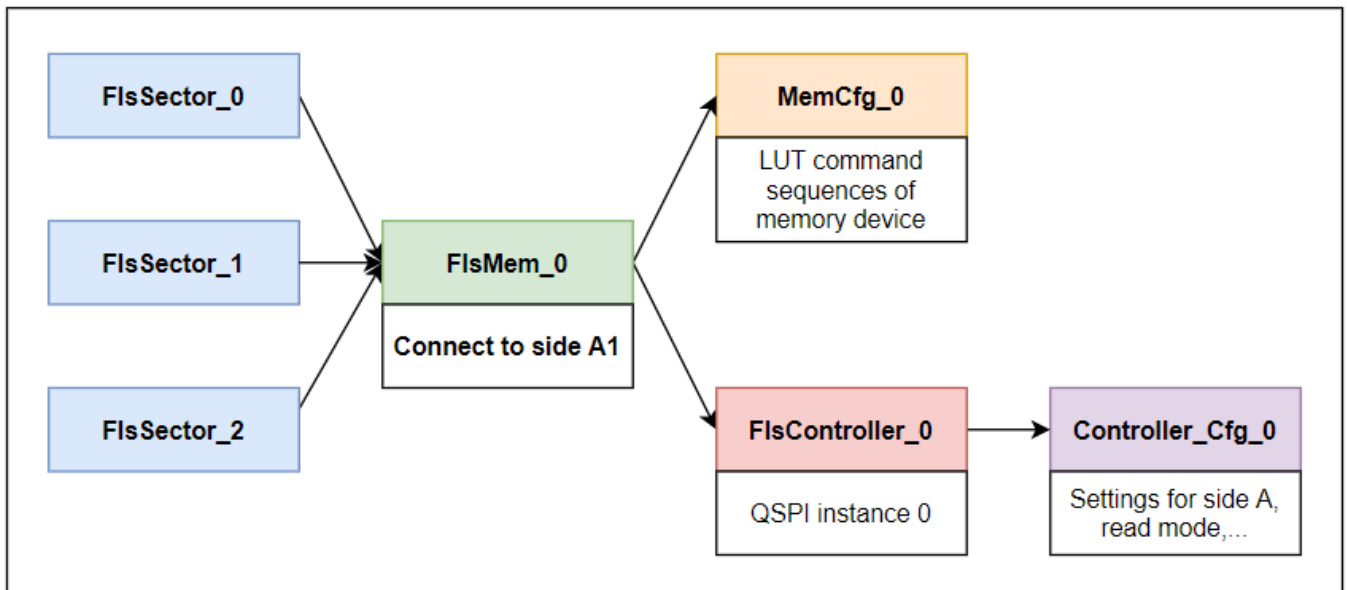 FlsSector_0
MemCfg_0
LUT command
sequences of
memory device
FlsSector_1
FlsMem_0
Connect to side A1
FlsSector_2
FlsController_0
QSPI instance 0
Controller_Cfg_0
Settings for side A,
read mode,...